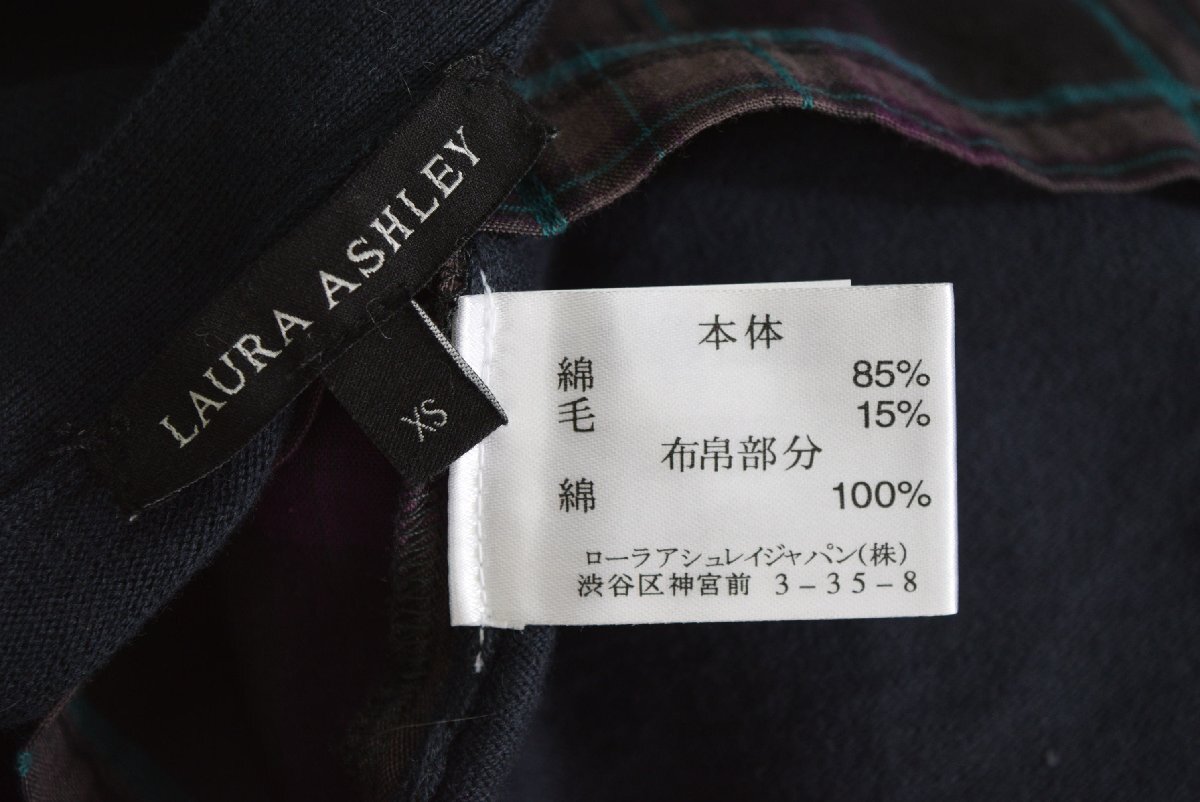 LAURA ASHLEY
XS
本体
綿 85%
毛 15%
布帛部分
綿 100%
ローラアシュレイジャパン(株)
渋谷区神宮前 3-35-8